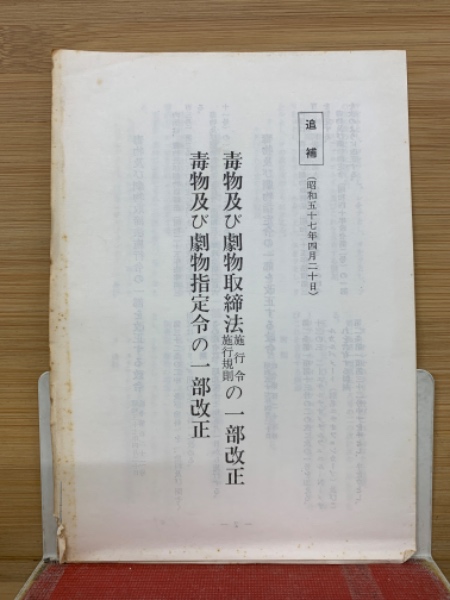 追補
(昭和五十七年四月二十日)
毒物及び劇物取締法施行令施行規則の一部改正
毒物及び劇物指定令の一部改正